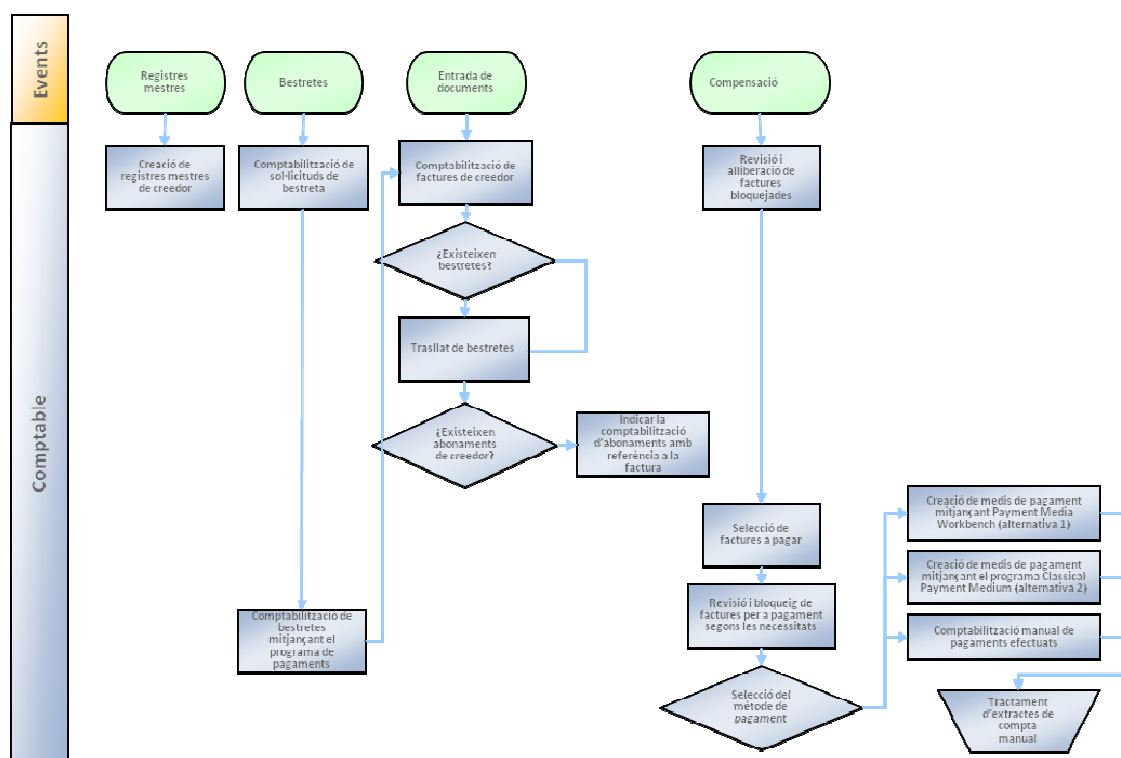 Events
Registres
mestres
Bestretes
Entrada de
documents
Compensació
Comptable
Creació de
registres mestres
de creedor
Comptabilització de
sol·licituds de
bestreta
Comptabilització de
factures de creedor
Revisió i
alliberació de
factures
bloquejades
¿Existeixen
bestretes?
Trasllat de bestretes
¿Existeixen
abonaments
de creedor?
Indicar la
comptabilització
d'abonaments amb
referència a la
factura
Selecció de
factures a pagar
Revisió i bloqueig de
factures per a pagament
segons les necessitats
Selecció del
mètode de
pagament
Comptabilització de
bestretes
mitjançant el
programa de
pagaments
Creació de medis de pagament
mitjançant Payment Media
Workbench (alternativa 1)
Creació de medis de pagament
mitjançant el programa Classical
Payment Medium (alternativa 2)
Comptabilització manual de
pagaments efectuats
Tractament
d'extractes de
compta
manual